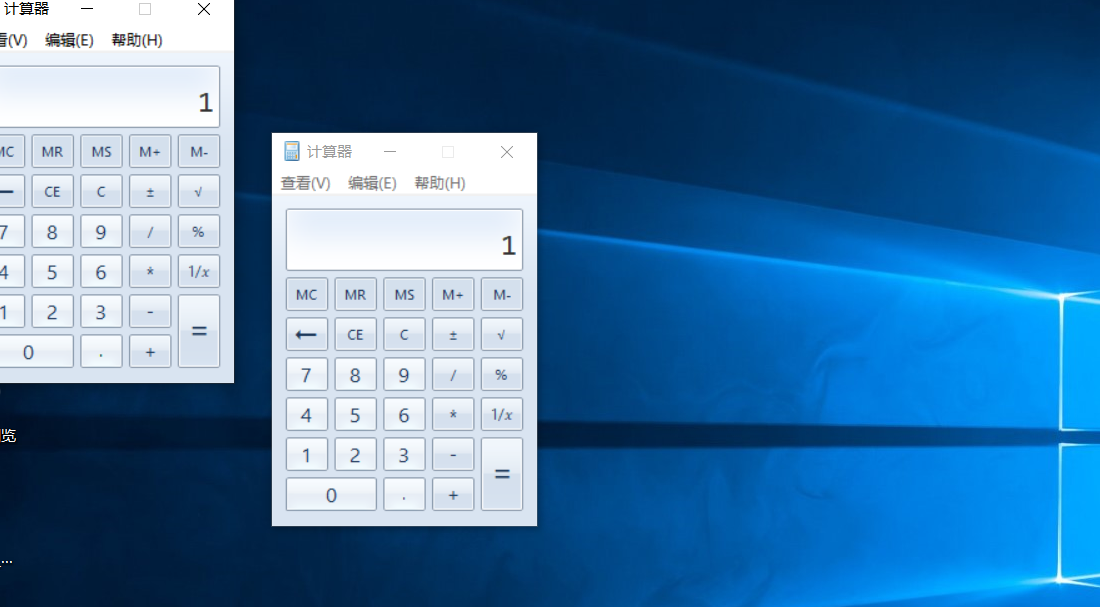 计算器
看(V) 编辑(E) 帮助(H)
1
MC MR MS M+ M-
← CE C ± √
7 8 9 / %
4 5 6 * 1/x
1 2 3 - =
0 . +
览
...
计算器
查看(V) 编辑(E) 帮助(H)
1
MC MR MS M+ M-
← CE C ± √
7 8 9 / %
4 5 6 * 1/x
1 2 3 - =
0 . +